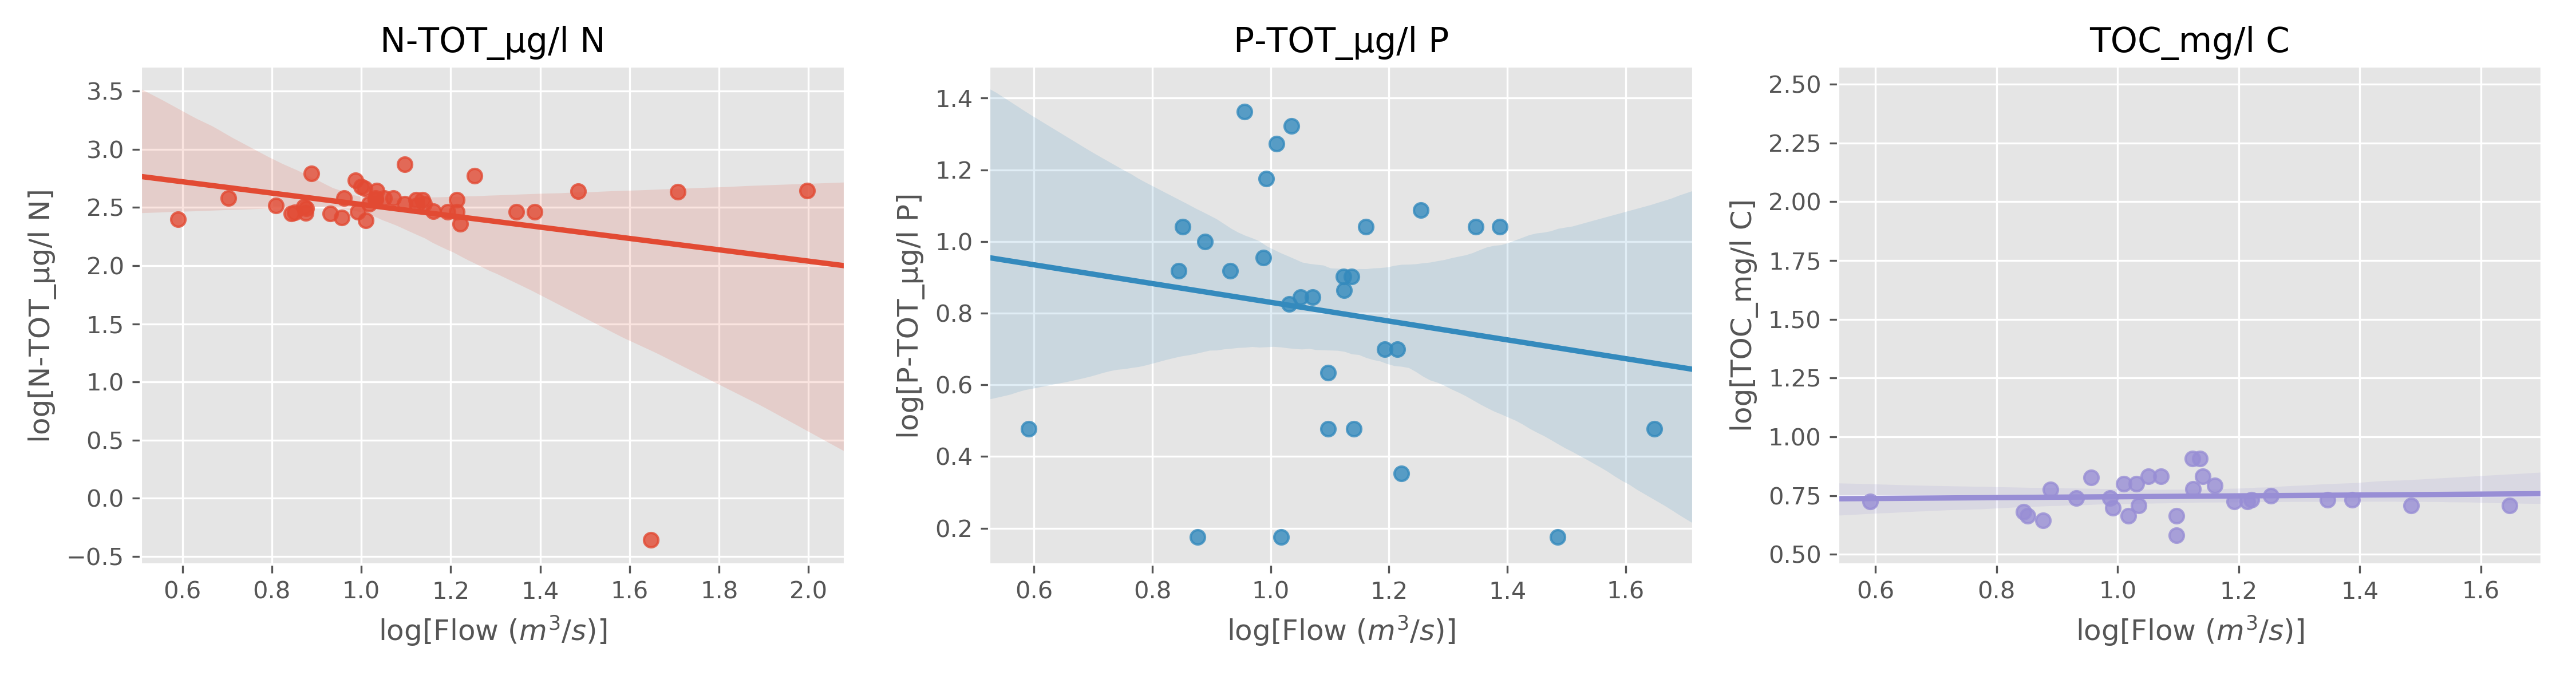 N-TOT_µg/l N
3.5
3.0
2.5
2.0
1.5
1.0
0.5
0.0
−0.5
log[N-TOT_µg/l N]
0.6 0.8 1.0 1.2 1.4 1.6 1.8 2.0
log[Flow (m³/s)]
P-TOT_µg/l P
1.4
1.2
1.0
0.8
0.6
0.4
0.2
log[P-TOT_µg/l P]
0.6 0.8 1.0 1.2 1.4 1.6
log[Flow (m³/s)]
TOC_mg/l C
2.50
2.25
2.00
1.75
1.50
1.25
1.00
0.75
0.50
log[TOC_mg/l C]
0.6 0.8 1.0 1.2 1.4 1.6
log[Flow (m³/s)]